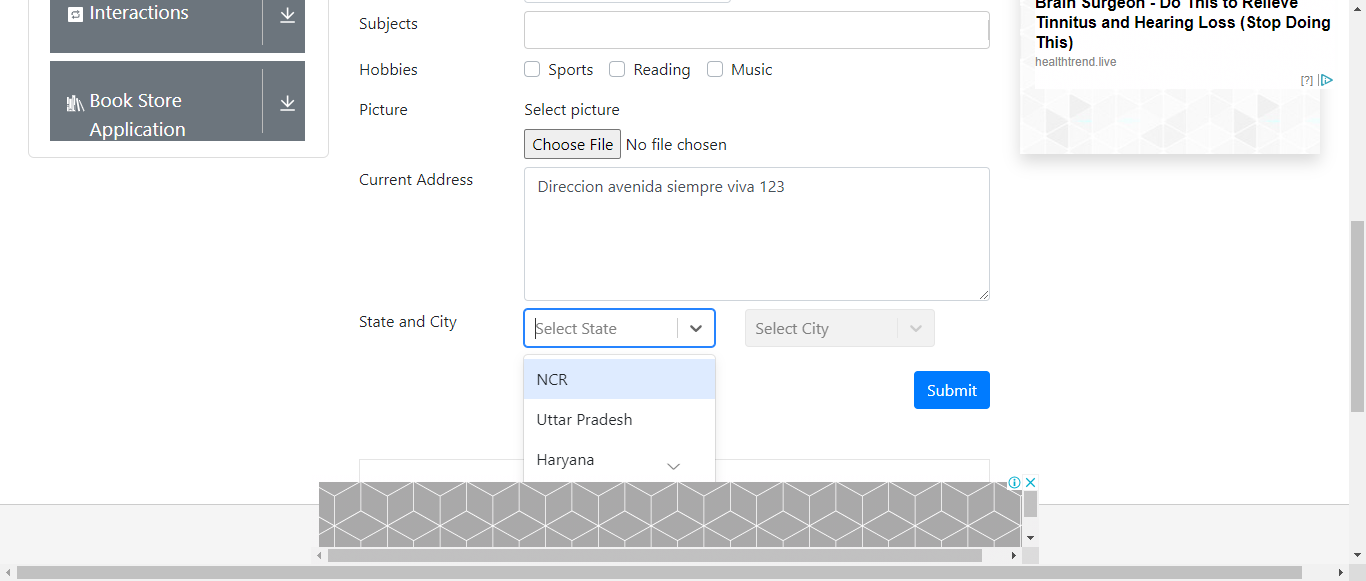 Interactions
Book Store
Application
Subjects
Hobbies
Sports
Reading
Music
Picture
Select picture
Choose File No file chosen
Current Address
Direccion avenida siempre viva 123
State and City
Select State
Select City
NCR
Uttar Pradesh
Haryana
Submit
Brain Surgeon - Do This to Relieve
Tinnitus and Hearing Loss (Stop Doing
This)
healthtrend.live
[?]